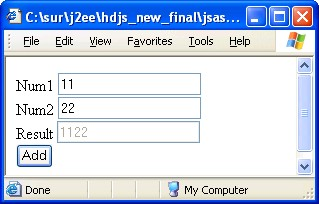 C:\sur\j2ee\hdjs_new_final\jsas...
File Edit View Favorites Tools Help
Num1 11
Num2 22
Result 1122
Add
Done My Computer